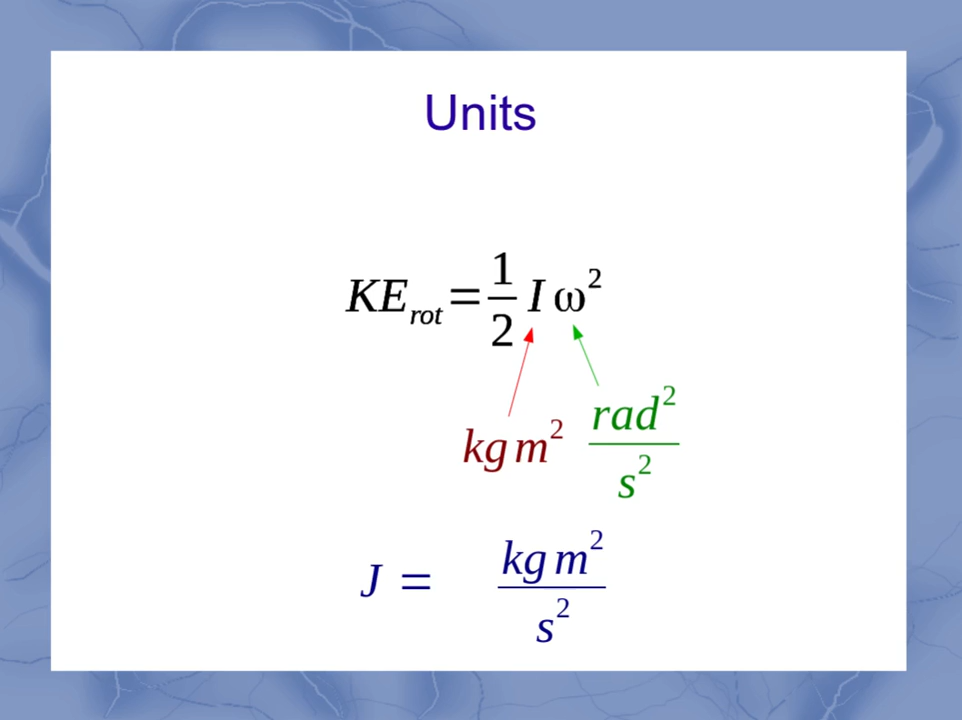 Units
KE_rot = 1/2 I ω²
kg m² rad²/s²
J = kg m²/s²